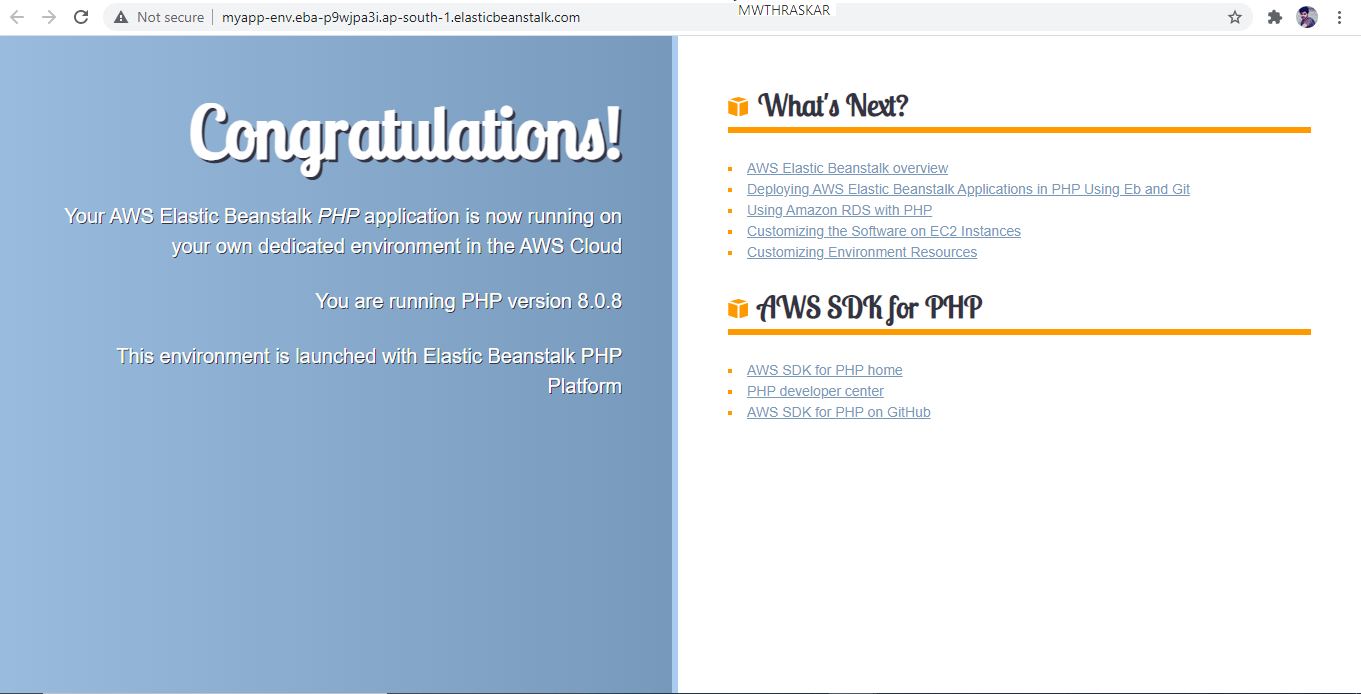 Not secure
myapp-env.eba-p9wjpa3i.ap-south-1.elasticbeanstalk.com
MWTHRASKAR
Congratulations!
Your AWS Elastic Beanstalk PHP application is now running on
your own dedicated environment in the AWS Cloud
You are running PHP version 8.0.8
This environment is launched with Elastic Beanstalk PHP
Platform
What's Next?
AWS Elastic Beanstalk overview
Deploying AWS Elastic Beanstalk Applications in PHP Using Eb and Git
Using Amazon RDS with PHP
Customizing the Software on EC2 Instances
Customizing Environment Resources
AWS SDK for PHP
AWS SDK for PHP home
PHP developer center
AWS SDK for PHP on GitHub